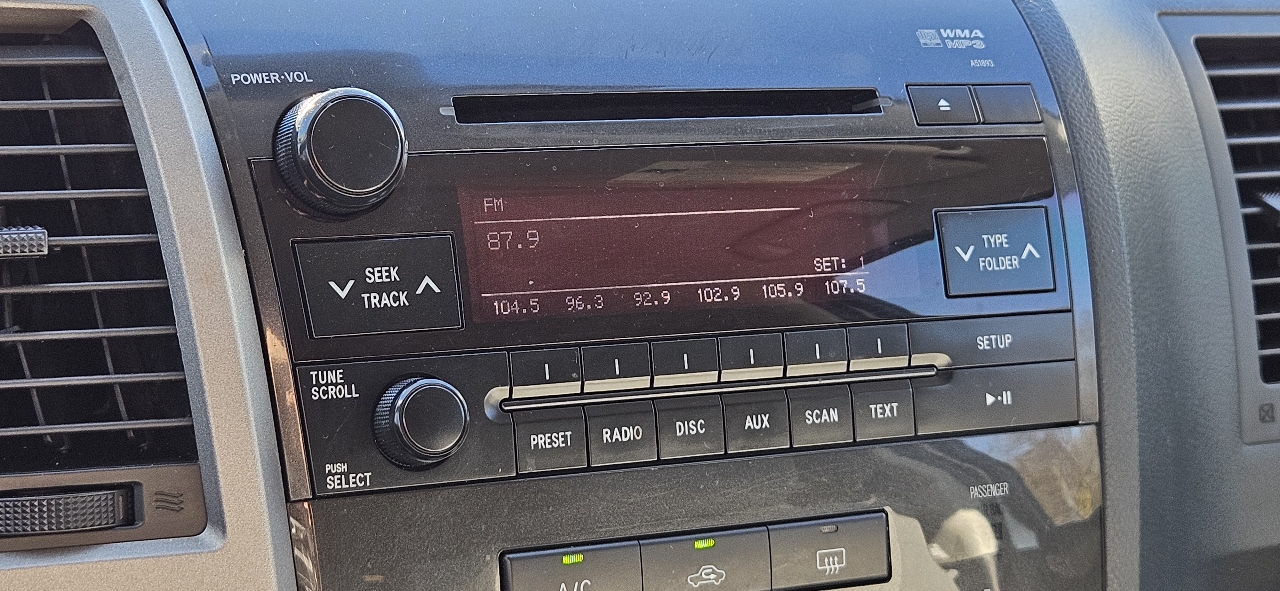 WMA
MP3
A51893
POWER·VOL
FM
87.9
SET: 1
104.5 96.3 92.9 102.9 105.9 107.5
SEEK
TRACK
TYPE
FOLDER
SETUP
TUNE
SCROLL
PRESET RADIO DISC AUX SCAN TEXT
PUSH
SELECT
PASSENGER
A/C